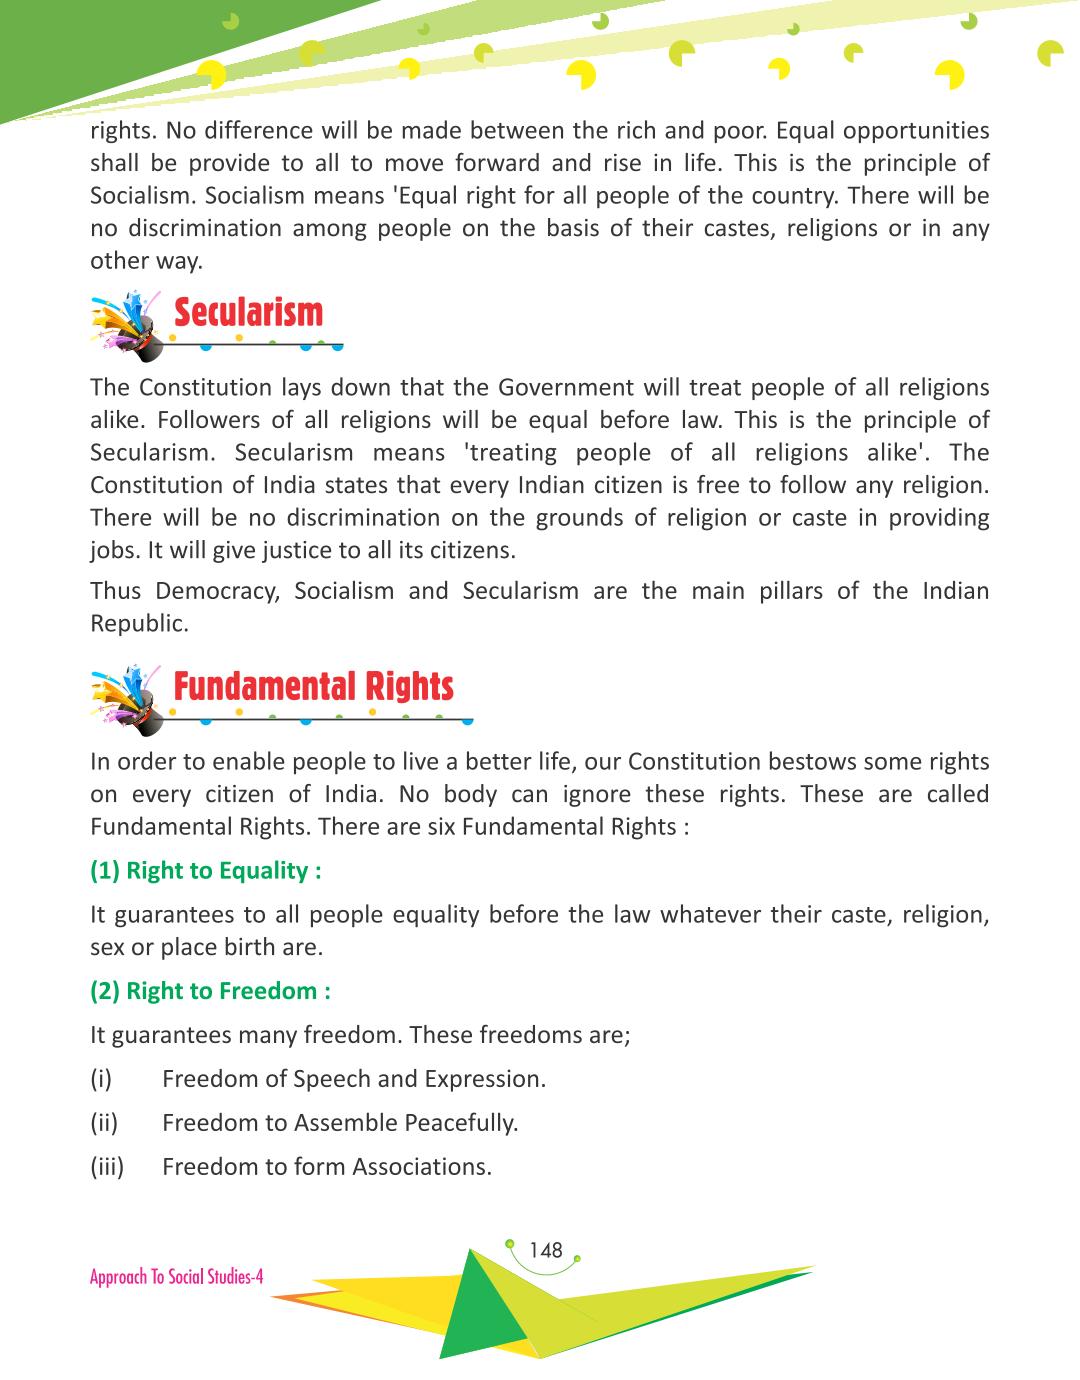 rights. No difference will be made between the rich and poor. Equal opportunities
shall be provide to all to move forward and rise in life. This is the principle of
Socialism. Socialism means 'Equal right for all people of the country. There will be
no discrimination among people on the basis of their castes, religions or in any
other way.
Secularism
The Constitution lays down that the Government will treat people of all religions
alike. Followers of all religions will be equal before law. This is the principle of
Secularism. Secularism means 'treating people of all religions alike'. The
Constitution of India states that every Indian citizen is free to follow any religion.
There will be no discrimination on the grounds of religion or caste in providing
jobs. It will give justice to all its citizens.
Thus Democracy, Socialism and Secularism are the main pillars of the Indian
Republic.
Fundamental Rights
In order to enable people to live a better life, our Constitution bestows some rights
on every citizen of India. No body can ignore these rights. These are called
Fundamental Rights. There are six Fundamental Rights :
(1) Right to Equality :
It guarantees to all people equality before the law whatever their caste, religion,
sex or place birth are.
(2) Right to Freedom :
It guarantees many freedom. These freedoms are;
(i) Freedom of Speech and Expression.
(ii) Freedom to Assemble Peacefully.
(iii) Freedom to form Associations.
148
Approach To Social Studies-4